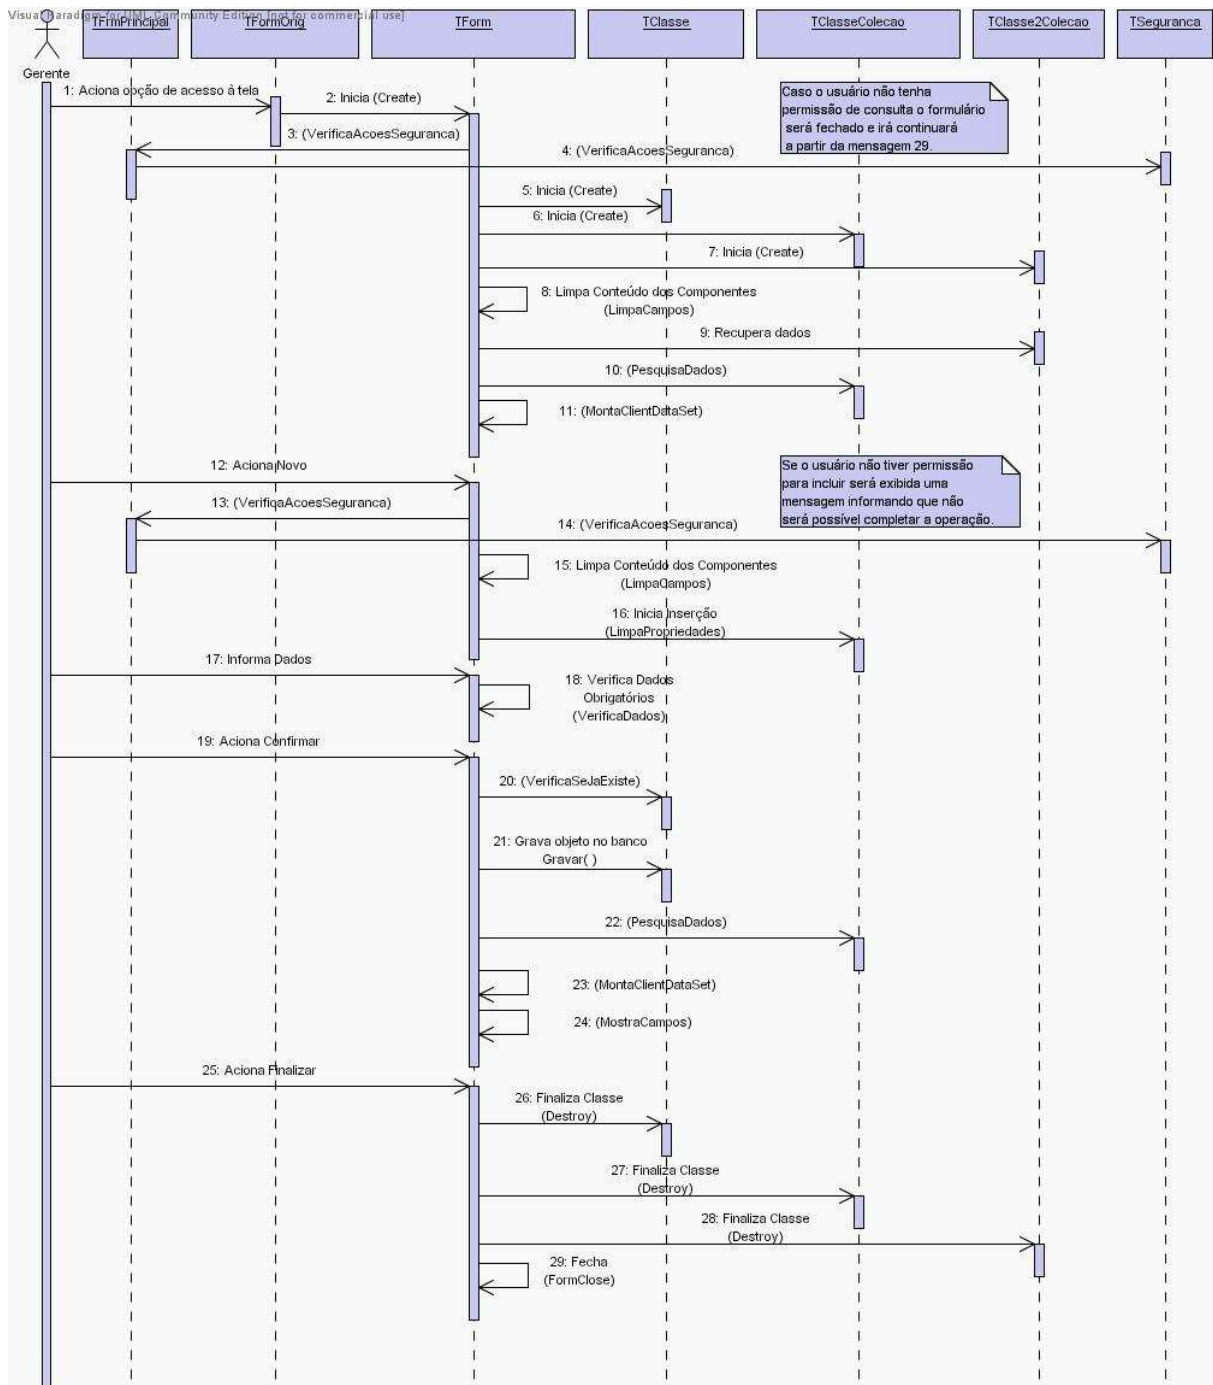 Visual Paradigm for UML Community Edition [not for commercial use]
TFrmPrincipal
TFormOrig
TForm
TClasse
TClasseColecao
TClasse2Colecao
TSeguranca
Gerente
1: Aciona opção de acesso à tela
2: Inicia (Create)
3: (VerificaAcoesSeguranca)
Caso o usuário não tenha
permissão de consulta o formulário
será fechado e irá continuará
a partir da mensagem 29.
4: (VerificaAcoesSeguranca)
5: Inicia (Create)
6: Inicia (Create)
7: Inicia (Create)
8: Limpa Conteúdo dos Componentes
(LimpaCampos)
9: Recupera dados
10: (PesquisaDados)
11: (MontaClientDataSet)
12: Aciona Novo
Se o usuário não tiver permissão
para incluir será exibida uma
mensagem informando que não
será possível completar a operação.
13: (VerificaAcoesSeguranca)
14: (VerificaAcoesSeguranca)
15: Limpa Conteúdo dos Componentes
(LimpaCampos)
16: Inicia Inserção
(LimpaPropriedades)
17: Informa Dados
18: Verifica Dados
Obrigatórios
(VerificaDados)
19: Aciona Confirmar
20: (VerificaSeJaExiste)
21: Grava objeto no banco
Gravar( )
22: (PesquisaDados)
23: (MontaClientDataSet)
24: (MostraCampos)
25: Aciona Finalizar
26: Finaliza Classe
(Destroy)
27: Finaliza Classe
(Destroy)
28: Finaliza Classe
(Destroy)
29: Fecha
(FormClose)